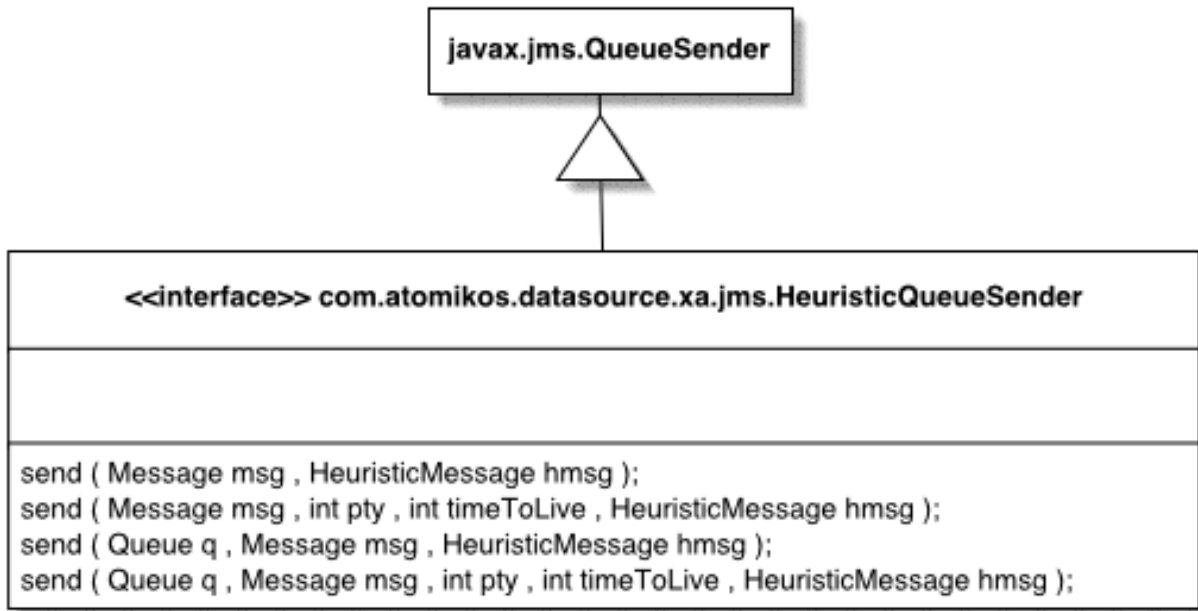 javax.jms.QueueSender
<<interface>> com.atomikos.datasource.xa.jms.HeuristicQueueSender
send ( Message msg , HeuristicMessage hmsg );
send ( Message msg , int pty , int timeToLive , HeuristicMessage hmsg );
send ( Queue q , Message msg , HeuristicMessage hmsg );
send ( Queue q , Message msg , int pty , int timeToLive , HeuristicMessage hmsg );